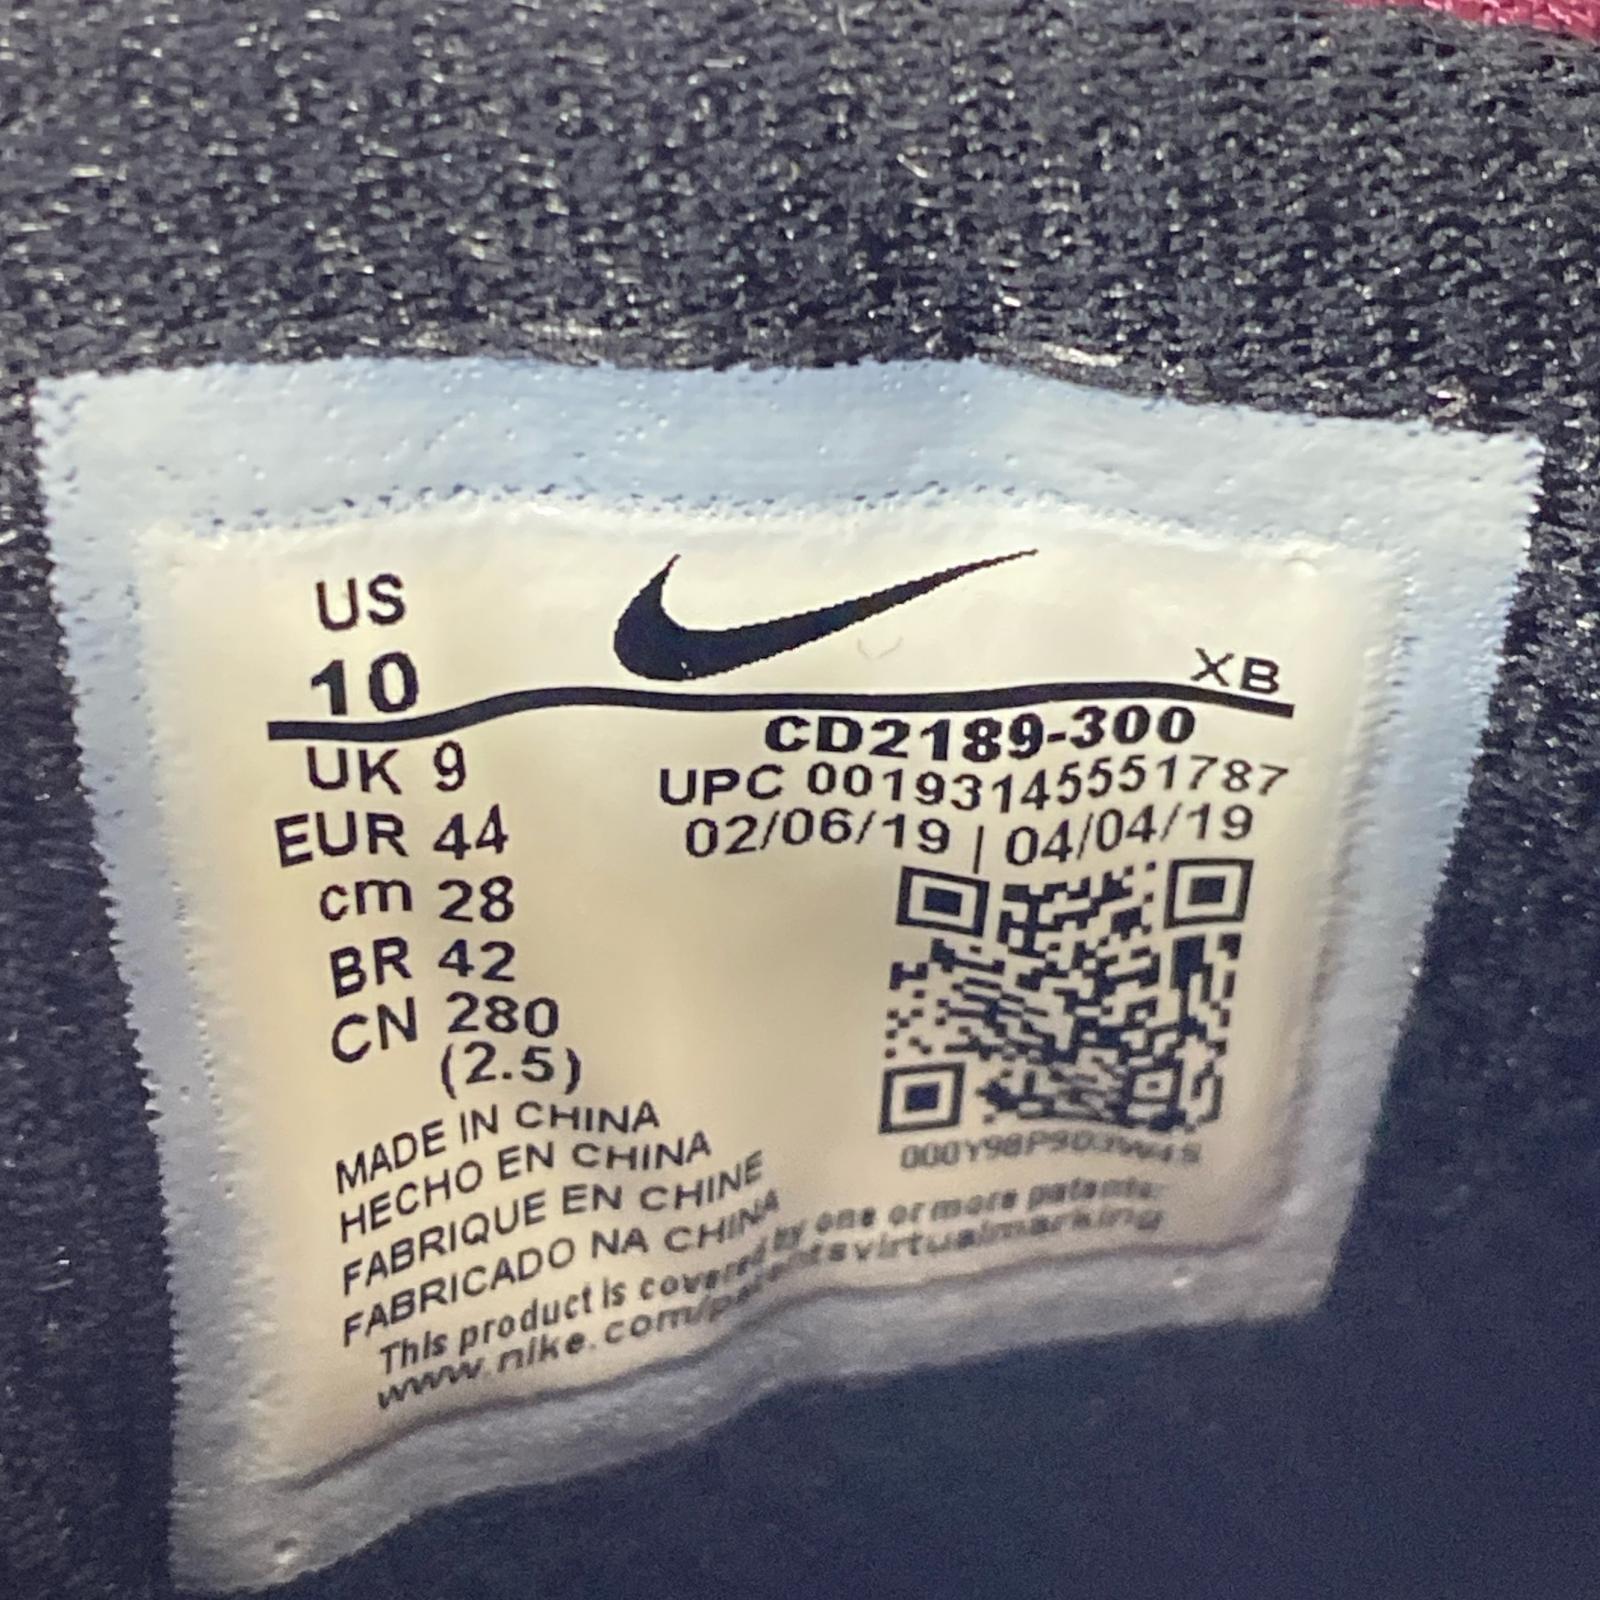 US
10
XB
UK 9
EUR 44
cm 28
BR 42
CN 280
(2.5)
CD2189-300
UPC 00193145551787
02/06/19 | 04/04/19
MADE IN CHINA
HECHO EN CHINA
FABRIQUE EN CHINE
FABRICADO NA CHINA
This product is covered by one or more patents:
www.nike.com/patentsvirtualmarking